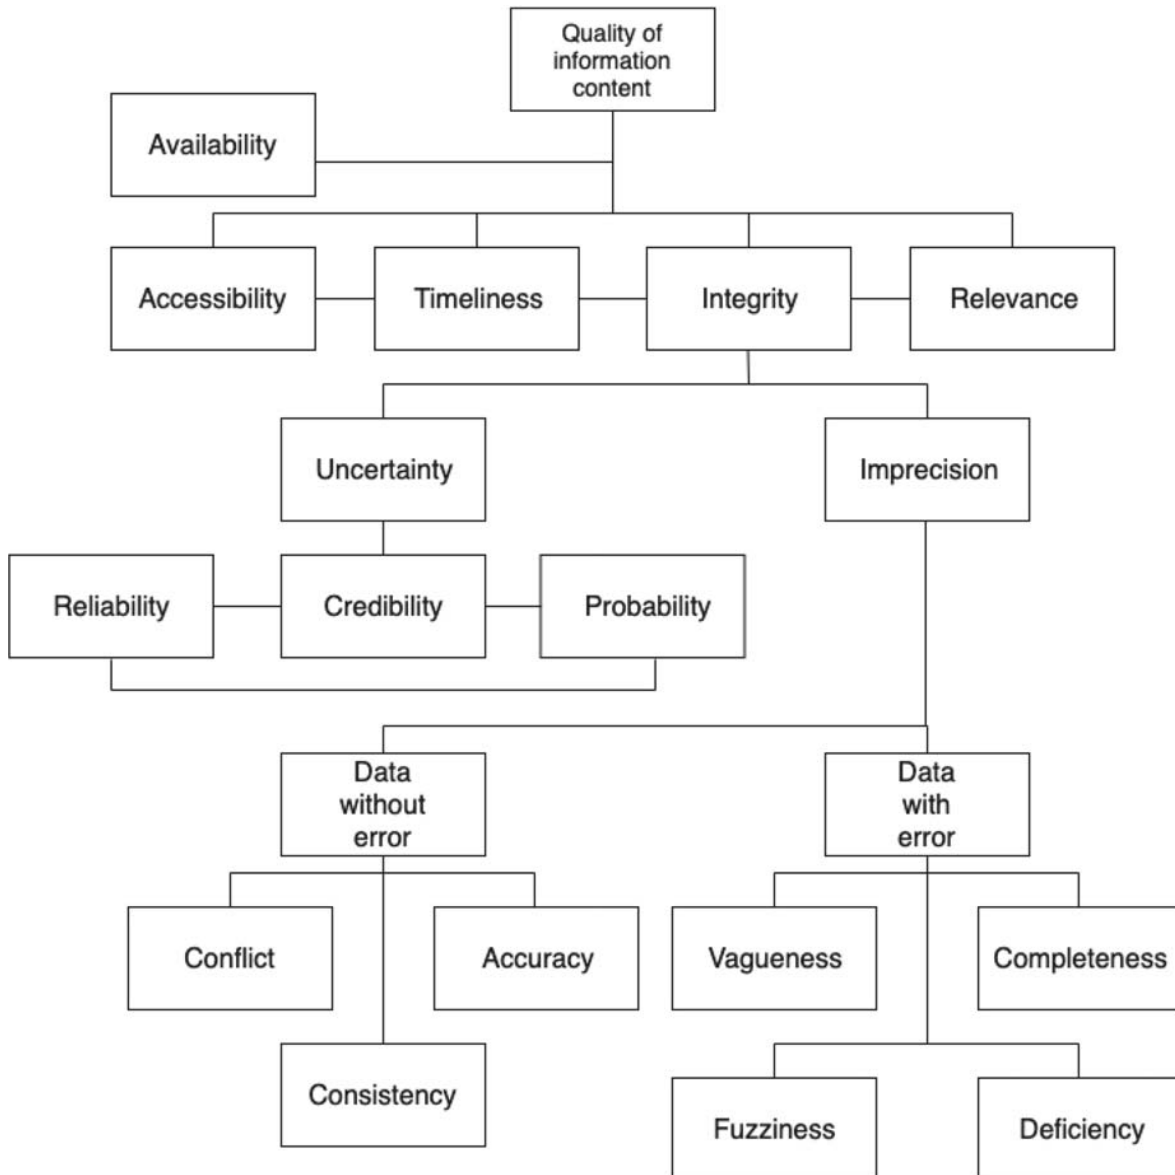 Quality of
information
content
Availability
Accessibility
Timeliness
Integrity
Relevance
Uncertainty
Imprecision
Reliability
Credibility
Probability
Data
without
error
Data
with
error
Conflict
Accuracy
Vagueness
Completeness
Consistency
Fuzziness
Deficiency